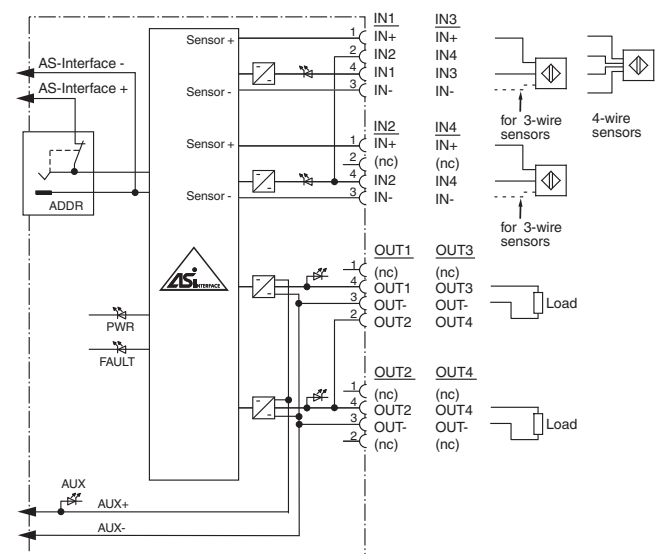 IN1 IN3
Sensor + 1 IN+ IN+
2 IN2 IN4
AS-Interface - 4 IN1 IN3
AS-Interface + Sensor - 3 IN- IN-
for 3-wire sensors
4-wire sensors
IN2 IN4
Sensor + 1 IN+ IN+
2 (nc) (nc)
4 IN2 IN4
Sensor - 3 IN- IN-
ADDR
for 3-wire sensors
OUT1 OUT3
1 (nc) (nc)
ASi INTERFACE 4 OUT1 OUT3
3 OUT- OUT- Load
2 OUT2 OUT4
PWR
FAULT
OUT2 OUT4
1 (nc) (nc)
4 OUT2 OUT4
3 OUT- OUT- Load
2 (nc) (nc)
AUX
AUX+
AUX-